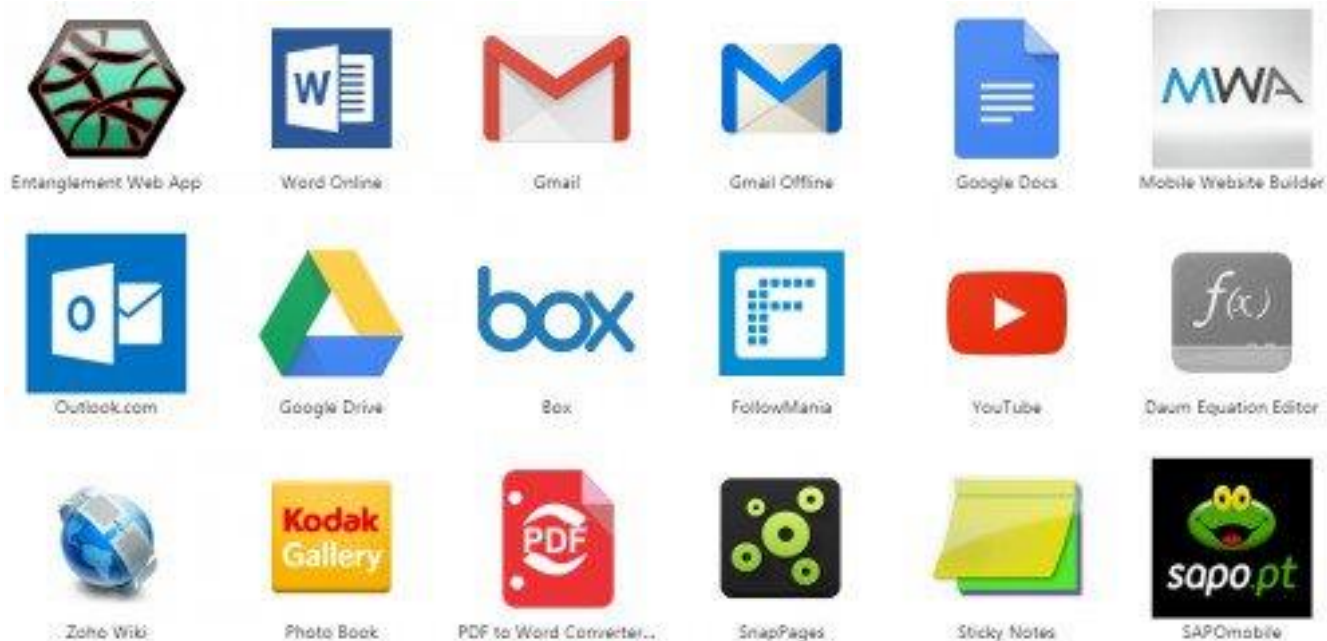 W
MWA
Entanglement Web App
Word Online
Gmail
Gmail Offline
Google Docs
Mobile Website Builder
O
box
F
f(x)
Outlook.com
Google Drive
Box
FollowMania
YouTube
Daum Equation Editor
Kodak
Gallery
PDF
sapo.pt
Zoho Wiki
Photo Book
PDF to Word Converter...
SnapPages
Sticky Notes
SAPOmobile